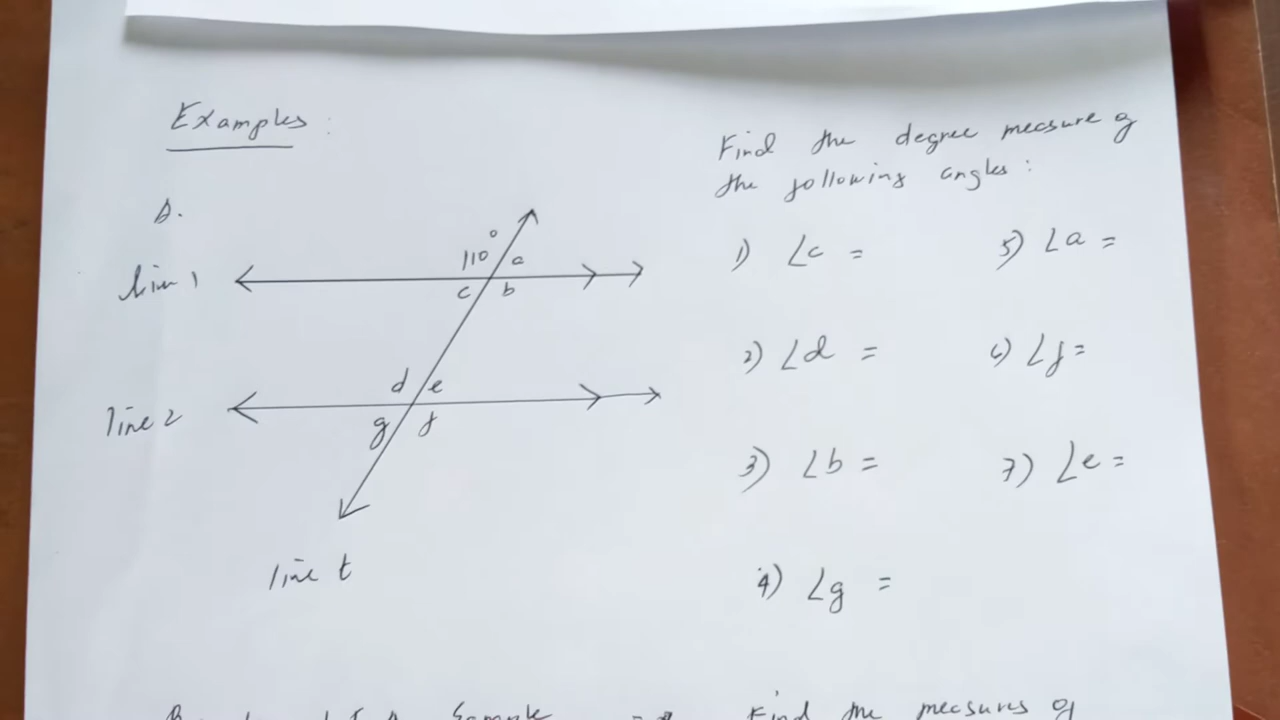 Examples :
A.
110°
a
line 1
c
b
d
e
line 2
g
f
line t
Find the degree measure of
the following angles :
1) ∠c =
5) ∠a =
2) ∠d =
6) ∠f =
3) ∠b =
7) ∠e =
4) ∠g =
Sample
Find the measures of